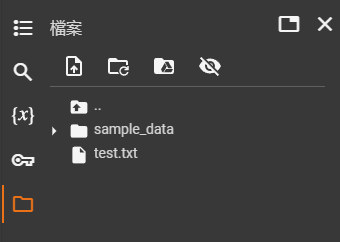 檔案
{x}
..
sample_data
test.txt